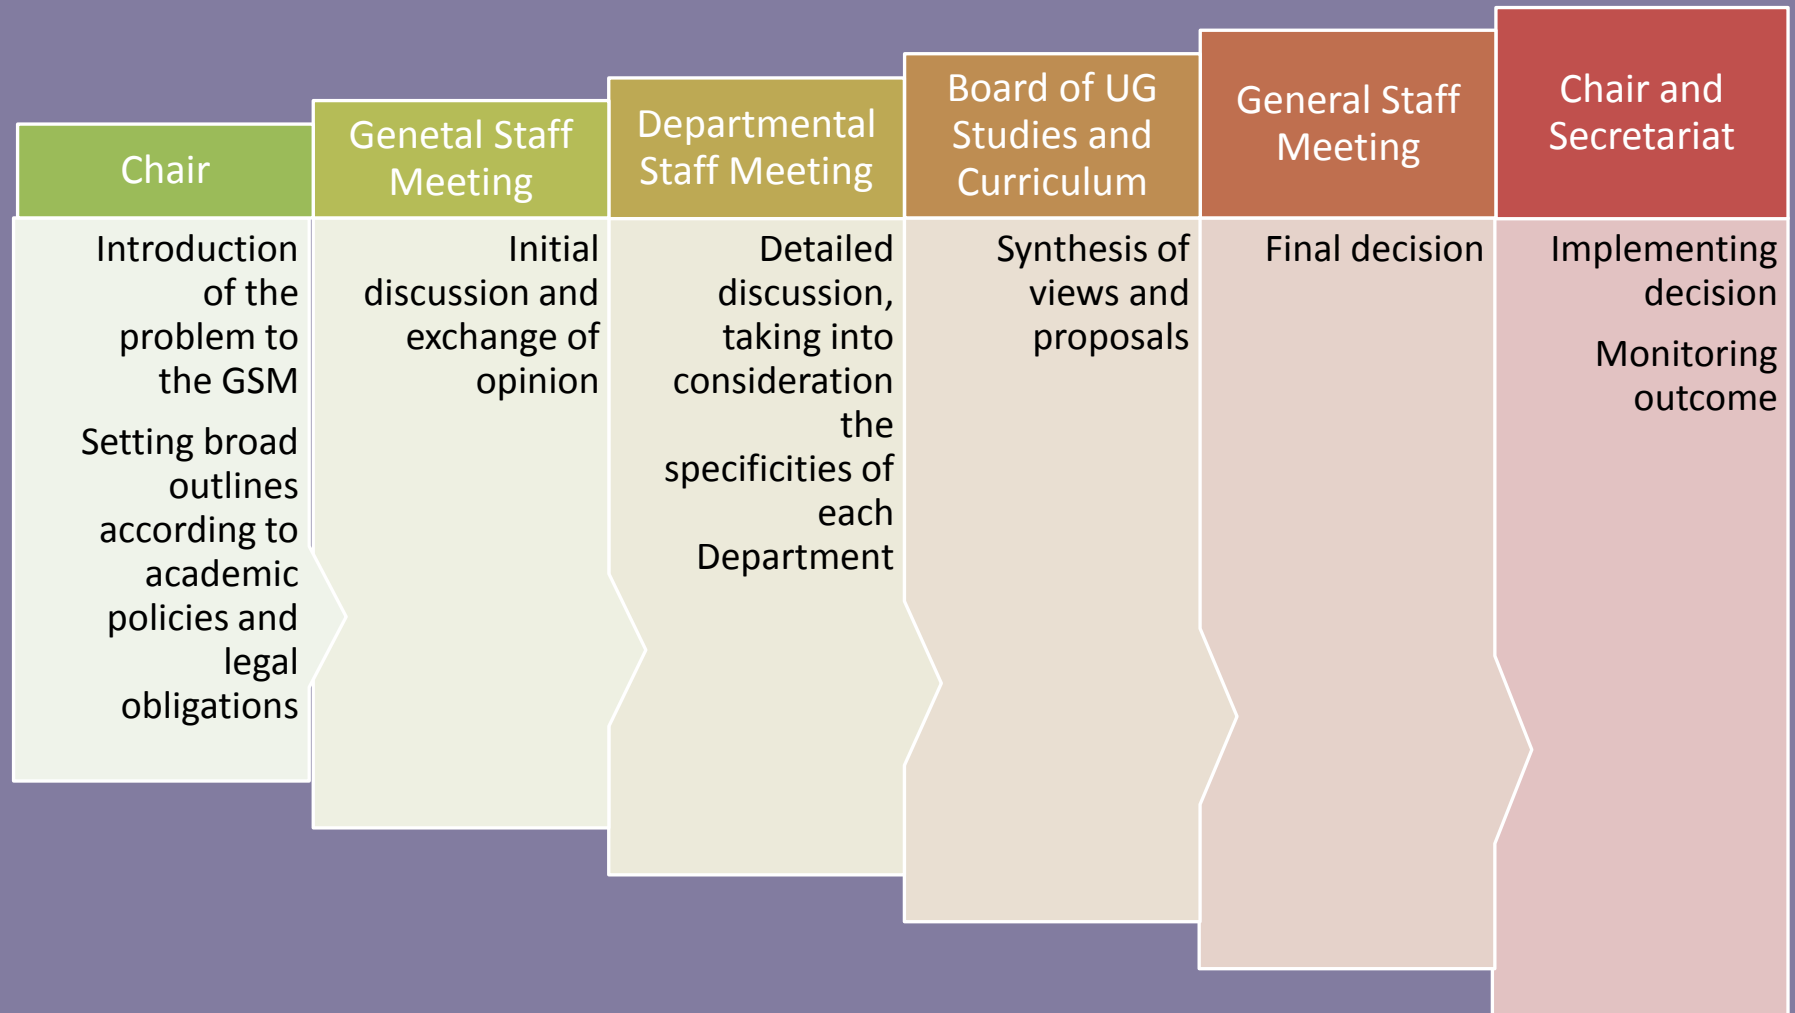 Chair
Introduction
of the
problem to
the GSM
Setting broad
outlines
according to
academic
policies and
legal
obligations
Genetal Staff
Meeting
Initial
discussion and
exchange of
opinion
Departmental
Staff Meeting
Detailed
discussion,
taking into
consideration
the
specificities of
each
Department
Board of UG
Studies and
Curriculum
Synthesis of
views and
proposals
General Staff
Meeting
Final decision
Chair and
Secretariat
Implementing
decision
Monitoring
outcome